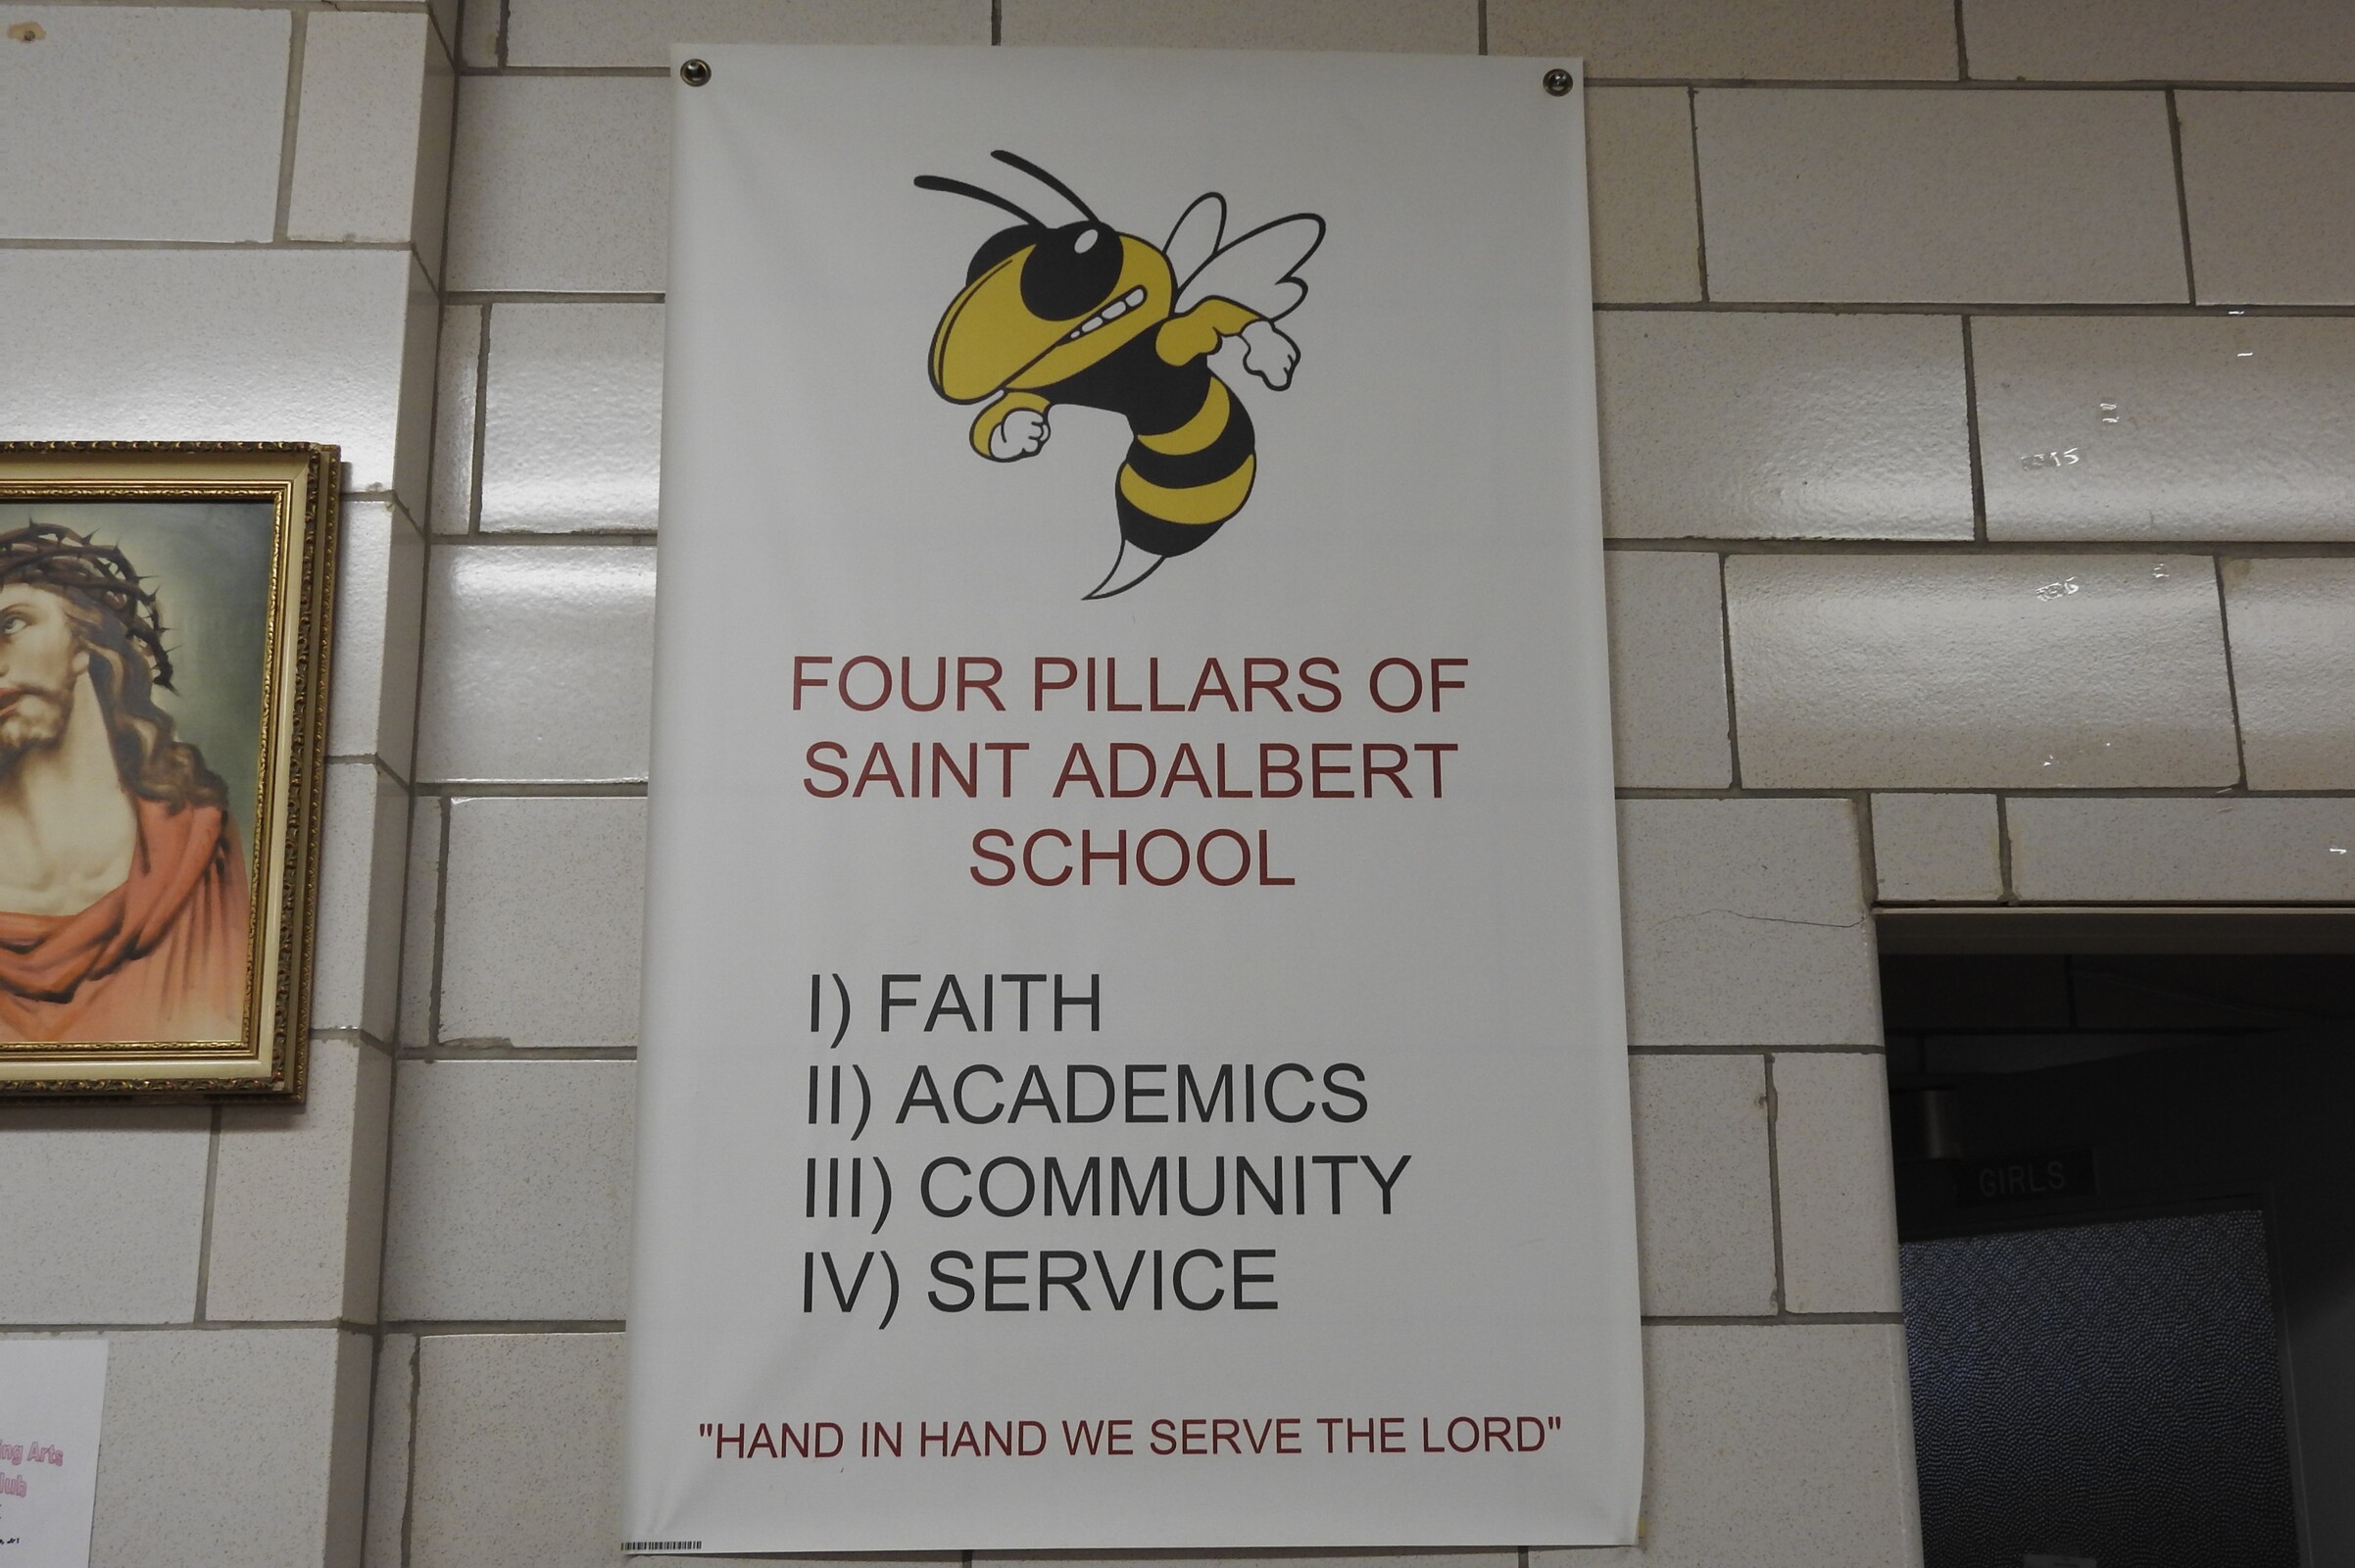 FOUR PILLARS OF
SAINT ADALBERT
SCHOOL
I) FAITH
II) ACADEMICS
III) COMMUNITY
IV) SERVICE
"HAND IN HAND WE SERVE THE LORD"
GIRLS
Arts